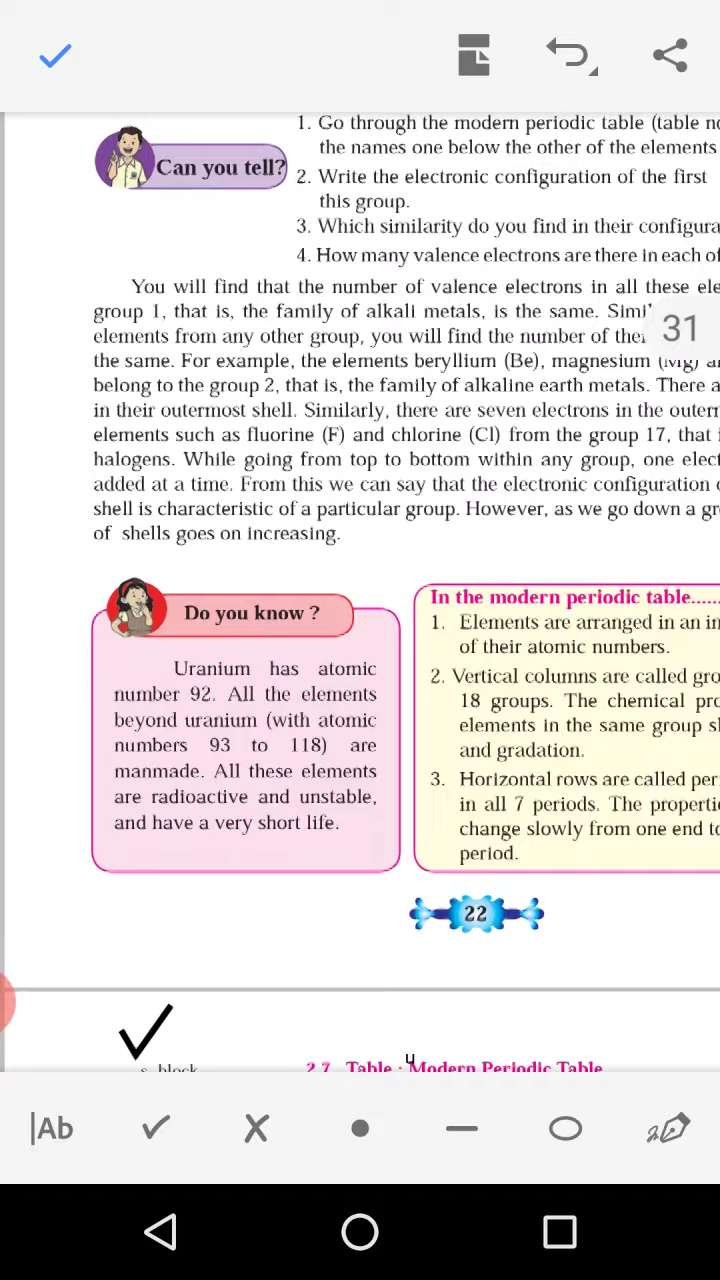 1. Go through the modern periodic table (table no
the names one below the other of the elements
Can you tell?
2. Write the electronic configuration of the first
this group.
3. Which similarity do you find in their configura
4. How many valence electrons are there in each of
You will find that the number of valence electrons in all these ele
group 1, that is, the family of alkali metals, is the same. Simil
elements from any other group, you will find the number of their
31
the same. For example, the elements beryllium (Be), magnesium (Mg) a
belong to the group 2, that is, the family of alkaline earth metals. There a
in their outermost shell. Similarly, there are seven electrons in the outer
elements such as fluorine (F) and chlorine (Cl) from the group 17, that i
halogens. While going from top to bottom within any group, one elect
added at a time. From this we can say that the electronic configuration o
shell is characteristic of a particular group. However, as we go down a gr
of shells goes on increasing.
Do you know ?
Uranium has atomic
number 92. All the elements
beyond uranium (with atomic
numbers 93 to 118) are
manmade. All these elements
are radioactive and unstable,
and have a very short life.
In the modern periodic table......
1. Elements are arranged in an in
of their atomic numbers.
2. Vertical columns are called gro
18 groups. The chemical pro
elements in the same group s
and gradation.
3. Horizontal rows are called per
in all 7 periods. The properti
change slowly from one end to
period.
22
s block
2.7 Table : Modern Periodic Table
|Ab